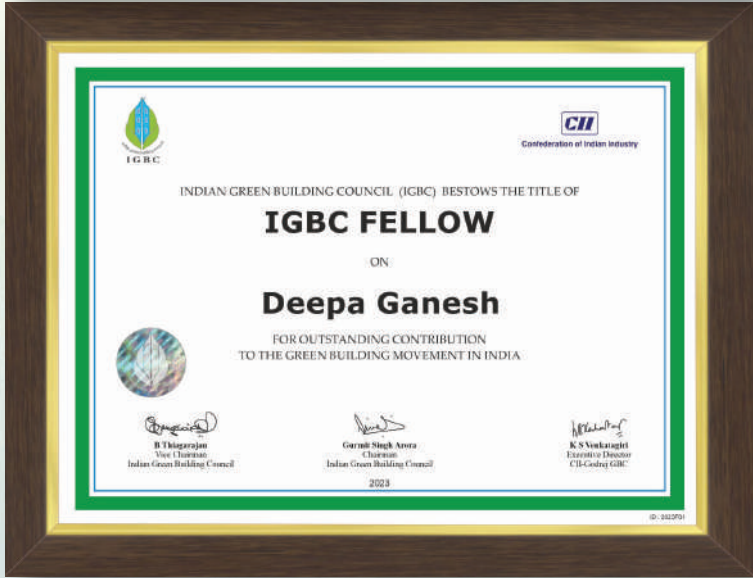 IGBC
CII
Confederation of Indian Industry
INDIAN GREEN BUILDING COUNCIL (IGBC) BESTOWS THE TITLE OF
IGBC FELLOW
ON
Deepa Ganesh
FOR OUTSTANDING CONTRIBUTION
TO THE GREEN BUILDING MOVEMENT IN INDIA
B Thiagarajan
Vice Chairman
Indian Green Building Council
Gurmit Singh Arora
Chairman
Indian Green Building Council
K S Venkatagiri
Executive Director
CII-Godrej GBC
2023